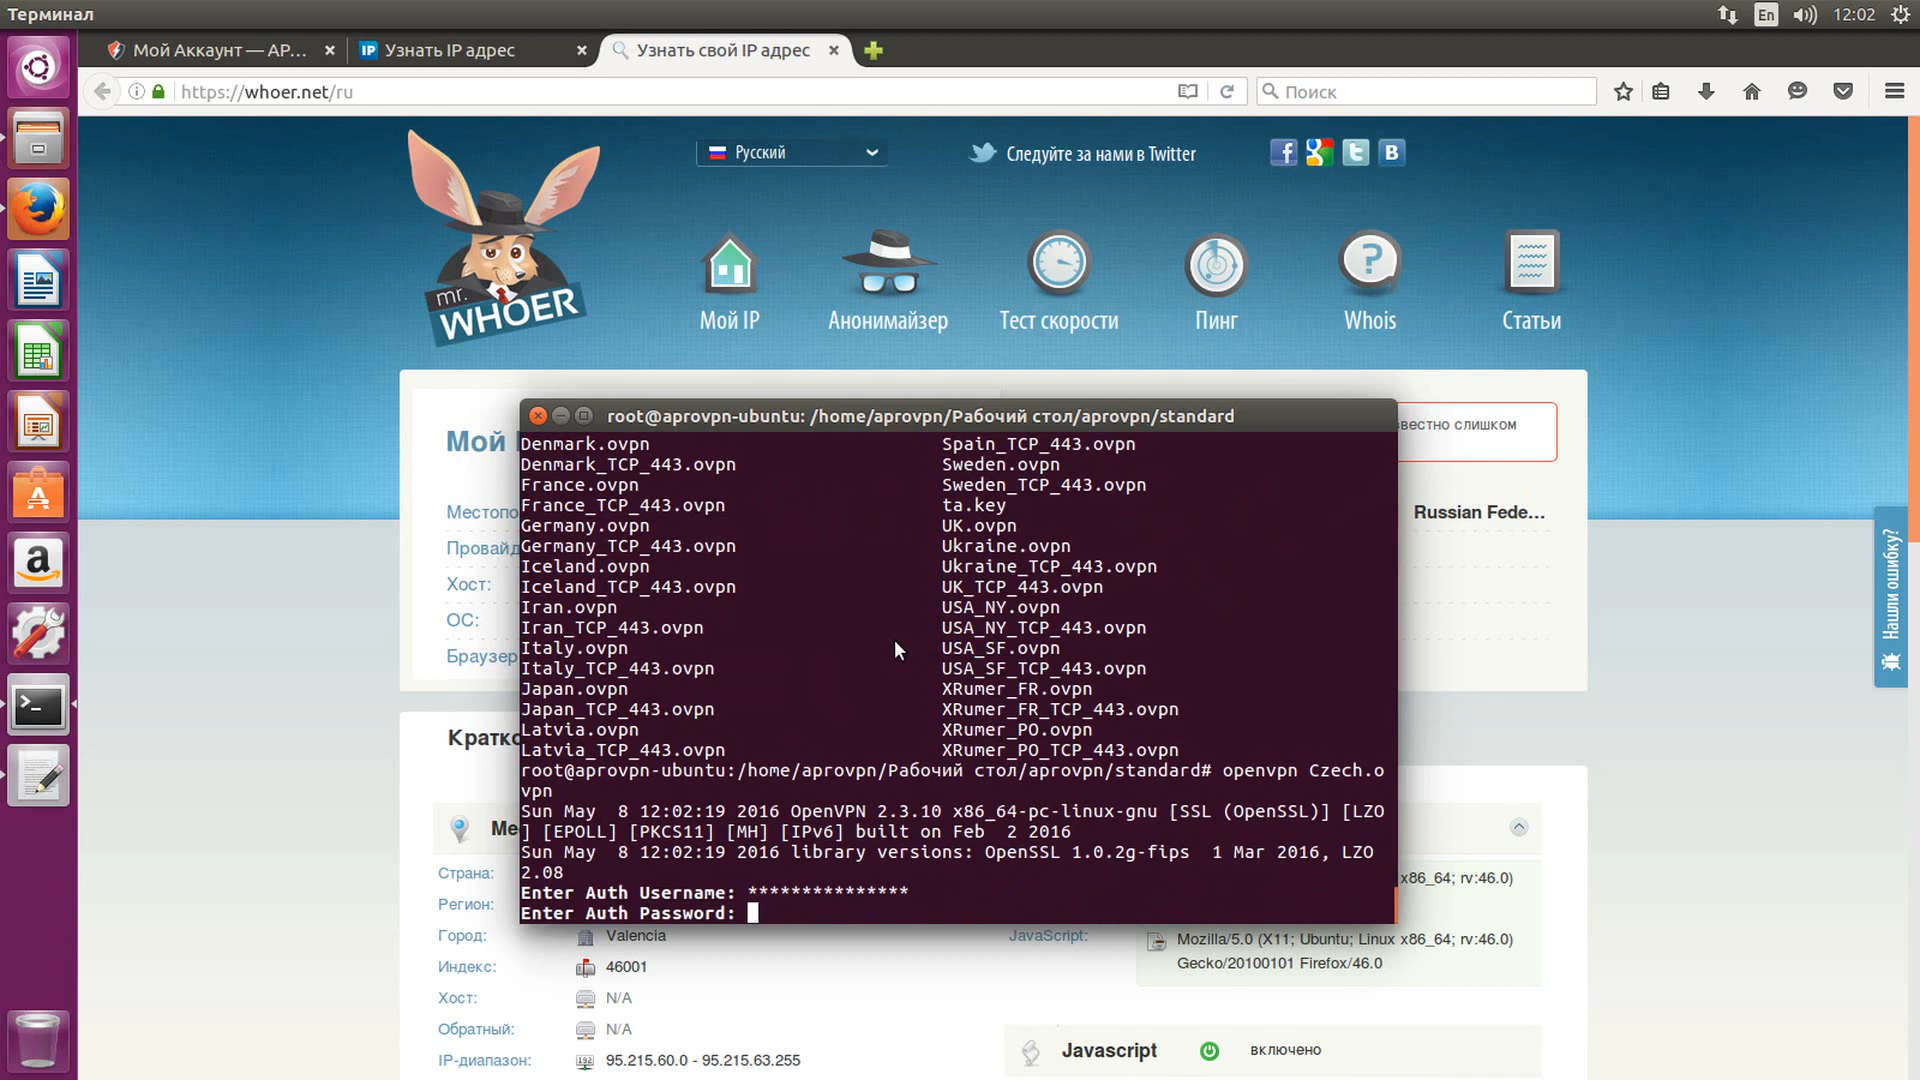 Терминал
En
12:02
Мой Аккаунт — AP...
IP Узнать IP адрес
Узнать свой IP адрес
https://whoer.net/ru
Поиск
mr.
WHOER
Русский
Следуйте за нами в Twitter
Мой IP
Анонимайзер
Тест скорости
Пинг
Whois
Статьи
Мой
звестно слишком
Местопо
Russian Fede...
Провайд
Хост:
ОС:
Браузер
Нашли ошибку?
root@aprovpn-ubuntu: /home/aprovpn/Рабочий стол/aprovpn/standard
Denmark.ovpn Spain_TCP_443.ovpn
Denmark_TCP_443.ovpn Sweden.ovpn
France.ovpn Sweden_TCP_443.ovpn
France_TCP_443.ovpn ta.key
Germany.ovpn UK.ovpn
Germany_TCP_443.ovpn Ukraine.ovpn
Iceland.ovpn Ukraine_TCP_443.ovpn
Iceland_TCP_443.ovpn UK_TCP_443.ovpn
Iran.ovpn USA_NY.ovpn
Iran_TCP_443.ovpn USA_NY_TCP_443.ovpn
Italy.ovpn USA_SF.ovpn
Italy_TCP_443.ovpn USA_SF_TCP_443.ovpn
Japan.ovpn XRumer_FR.ovpn
Japan_TCP_443.ovpn XRumer_FR_TCP_443.ovpn
Latvia.ovpn XRumer_PO.ovpn
Latvia_TCP_443.ovpn XRumer_PO_TCP_443.ovpn
root@aprovpn-ubuntu:/home/aprovpn/Рабочий стол/aprovpn/standard# openvpn Czech.o
vpn
Sun May  8 12:02:19 2016 OpenVPN 2.3.10 x86_64-pc-linux-gnu [SSL (OpenSSL)] [LZO
] [EPOLL] [PKCS11] [MH] [IPv6] built on Feb  2 2016
Sun May  8 12:02:19 2016 library versions: OpenSSL 1.0.2g-fips  1 Mar 2016, LZO
2.08
Enter Auth Username: ***************
Enter Auth Password:
Кратко
Ме
Страна:
x86_64; rv:46.0)
Регион:
Город: Valencia
JavaScript: Mozilla/5.0 (X11; Ubuntu; Linux x86_64; rv:46.0)
Gecko/20100101 Firefox/46.0
Индекс: 46001
Хост: N/A
Обратный: N/A
IP-диапазон: 95.215.60.0 - 95.215.63.255
Javascript включено